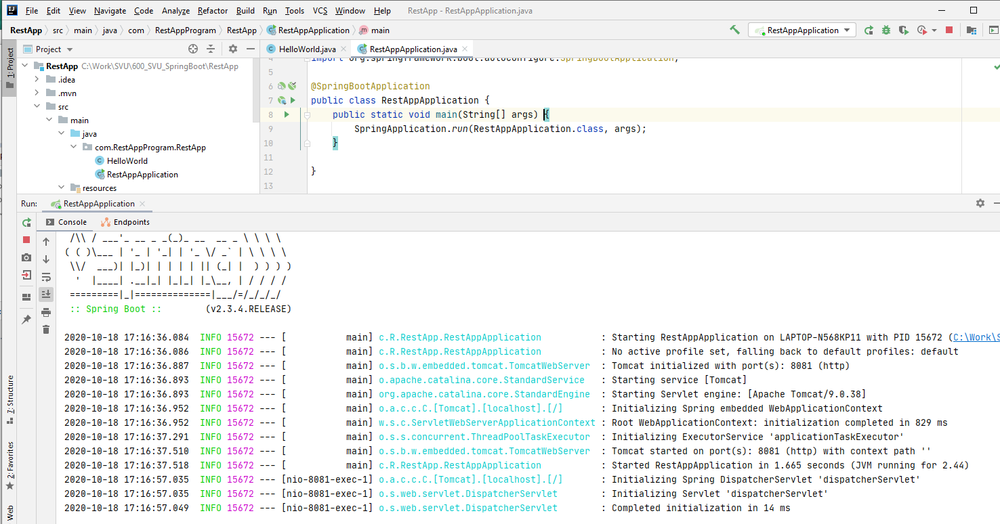 File Edit View Navigate Code Analyze Refactor Build Run Tools VCS Window Help RestApp - RestAppApplication.java
RestApp src main java com RestAppProgram RestApp RestAppApplication main RestAppApplication
1: Project
Project
HelloWorld.java RestAppApplication.java
RestApp C:\Work\SVU\600_SVU_SpringBoot\RestApp
.idea
.mvn
src
main
java
com.RestAppProgram.RestApp
HelloWorld
RestAppApplication
resources
4 import org.springframework.boot.autoconfigure.SpringBootApplication;
5
6 @SpringBootApplication
7 public class RestAppApplication {
8 public static void main(String[] args) {
9 SpringApplication.run(RestAppApplication.class, args);
10 }
11
12 }
13
Run: RestAppApplication
Console Endpoints
/\\ / ___'_ __ _ _(_)_ __  __ _ \ \ \ \
( ( )\___ | '_ | '_| | '_ \/ _` | \ \ \ \
\\/  ___)| |_)| | | | | || (_| |  ) ) ) )
'  |____| .__|_| |_|_| |_\__, | / / / /
=========|_|==============|___/=/_/_/_/
:: Spring Boot :: (v2.3.4.RELEASE)
2020-10-18 17:16:36.084 INFO 15672 --- [ main] c.R.RestApp.RestAppApplication : Starting RestAppApplication on LAPTOP-N568KP11 with PID 15672 (C:\Work\S
2020-10-18 17:16:36.086 INFO 15672 --- [ main] c.R.RestApp.RestAppApplication : No active profile set, falling back to default profiles: default
2020-10-18 17:16:36.887 INFO 15672 --- [ main] o.s.b.w.embedded.tomcat.TomcatWebServer : Tomcat initialized with port(s): 8081 (http)
2020-10-18 17:16:36.893 INFO 15672 --- [ main] o.apache.catalina.core.StandardService : Starting service [Tomcat]
2020-10-18 17:16:36.893 INFO 15672 --- [ main] org.apache.catalina.core.StandardEngine : Starting Servlet engine: [Apache Tomcat/9.0.38]
2020-10-18 17:16:36.952 INFO 15672 --- [ main] o.a.c.c.C.[Tomcat].[localhost].[/] : Initializing Spring embedded WebApplicationContext
2020-10-18 17:16:36.952 INFO 15672 --- [ main] w.s.c.ServletWebServerApplicationContext : Root WebApplicationContext: initialization completed in 829 ms
2020-10-18 17:16:37.291 INFO 15672 --- [ main] o.s.s.concurrent.ThreadPoolTaskExecutor : Initializing ExecutorService 'applicationTaskExecutor'
2020-10-18 17:16:37.510 INFO 15672 --- [ main] o.s.b.w.embedded.tomcat.TomcatWebServer : Tomcat started on port(s): 8081 (http) with context path ''
2020-10-18 17:16:37.518 INFO 15672 --- [ main] c.R.RestApp.RestAppApplication : Started RestAppApplication in 1.665 seconds (JVM running for 2.44)
2020-10-18 17:16:57.035 INFO 15672 --- [nio-8081-exec-1] o.a.c.c.C.[Tomcat].[localhost].[/] : Initializing Spring DispatcherServlet 'dispatcherServlet'
2020-10-18 17:16:57.035 INFO 15672 --- [nio-8081-exec-1] o.s.web.servlet.DispatcherServlet : Initializing Servlet 'dispatcherServlet'
2020-10-18 17:16:57.049 INFO 15672 --- [nio-8081-exec-1] o.s.web.servlet.DispatcherServlet : Completed initialization in 14 ms
7: Structure
2: Favorites
Web